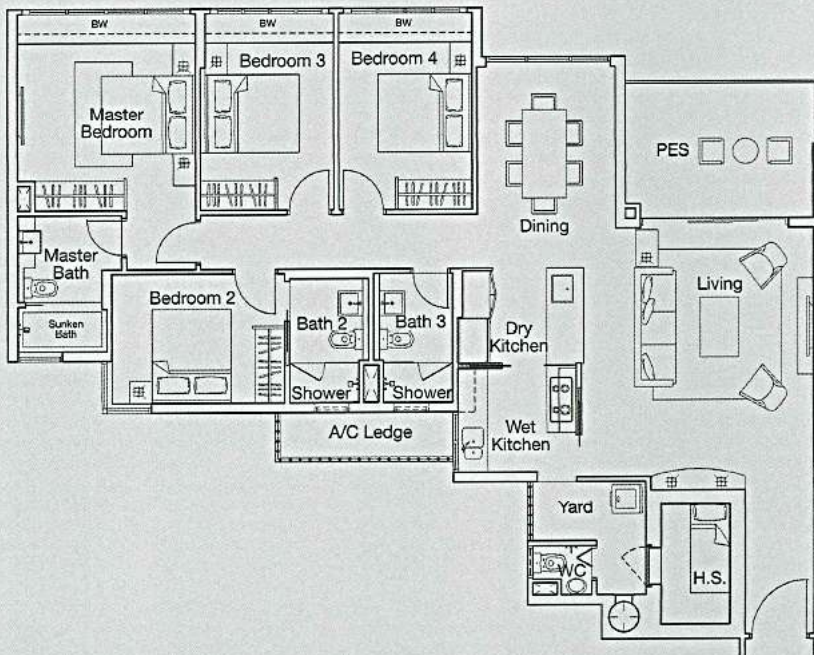 BW
BW
BW
Master
Bedroom
Bedroom 3
Bedroom 4
PES
Dining
Master
Bath
Living
Bedroom 2
Sunken
Bath
Bath 2
Bath 3
Dry
Kitchen
Shower
Shower
A/C Ledge
Wet
Kitchen
Yard
WC
H.S.